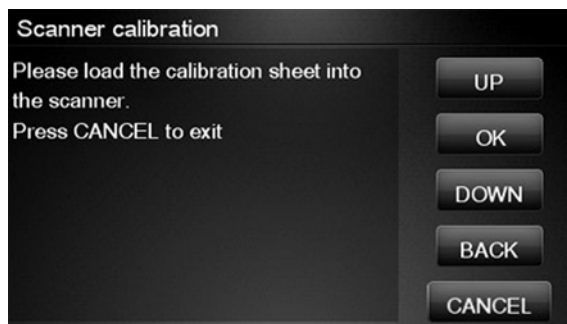 Scanner calibration
Please load the calibration sheet into
the scanner.
Press CANCEL to exit
UP
OK
DOWN
BACK
CANCEL